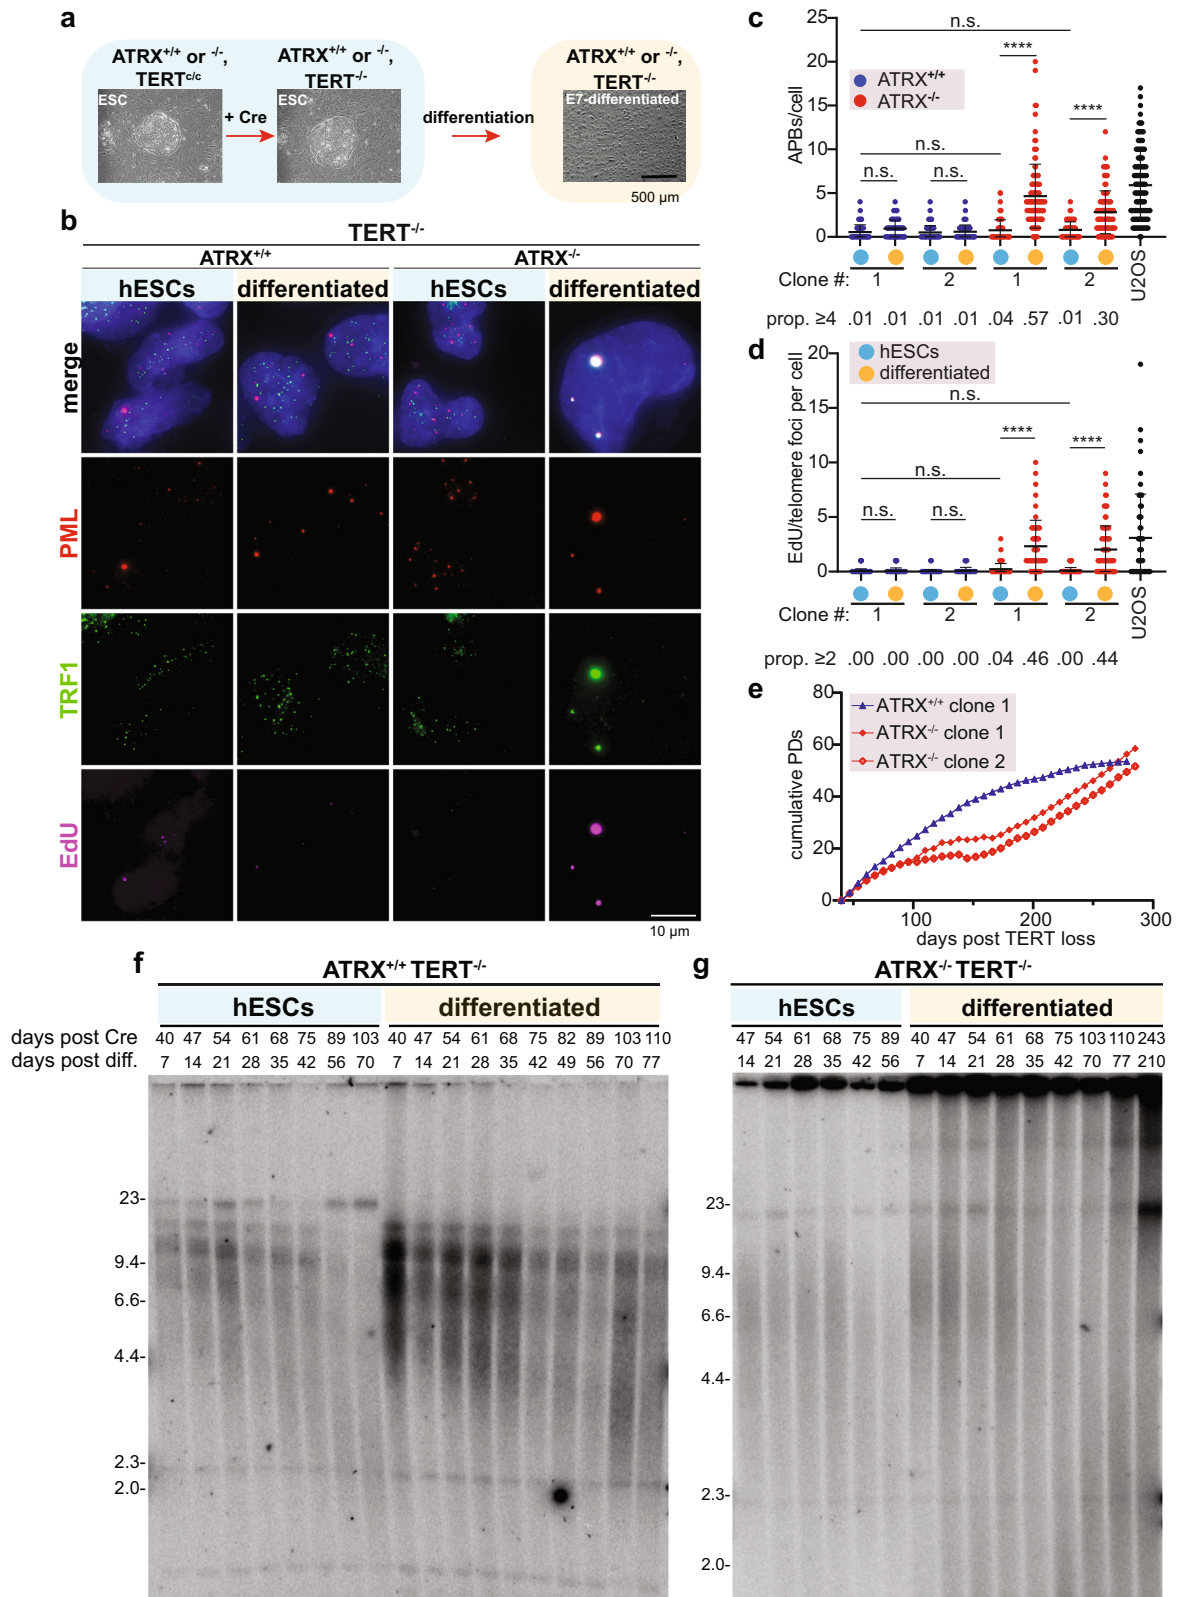 a
ATRX+/+ or -/-,
TERTc/c
ATRX+/+ or -/-,
TERT-/-
ATRX+/+ or -/-,
TERT-/-
ESC
+ Cre
ESC
differentiation
E7-differentiated
500 µm
b
TERT-/-
ATRX+/+
ATRX-/-
hESCs
differentiated
hESCs
differentiated
merge
PML
TRF1
EdU
10 µm
c
APBs/cell
25
20
15
10
5
0
ATRX+/+
ATRX-/-
n.s.
****
****
n.s.
n.s.
n.s.
Clone #: 1 2 1 2
U2OS
prop. ≥4 .01 .01 .01 .01 .04 .57 .01 .30
d
EdU/telomere foci per cell
20
15
10
5
0
hESCs
differentiated
n.s.
****
****
n.s.
n.s.
n.s.
Clone #: 1 2 1 2
U2OS
prop. ≥2 .00 .00 .00 .00 .04 .46 .00 .44
e
cumulative PDs
80
60
40
20
0
ATRX+/+ clone 1
ATRX-/- clone 1
ATRX-/- clone 2
100 200 300
days post TERT loss
f
ATRX+/+ TERT-/-
hESCs
differentiated
days post Cre 40 47 54 61 68 75 89 103 40 47 54 61 68 75 82 89 103 110
days post diff. 7 14 21 28 35 42 56 70 7 14 21 28 35 42 49 56 70 77
23-
9.4-
6.6-
4.4-
2.3-
2.0-
g
ATRX-/- TERT-/-
hESCs
differentiated
47 54 61 68 75 89 40 47 54 61 68 75 103 110 243
14 21 28 35 42 56 7 14 21 28 35 42 70 77 210
23-
9.4-
6.6-
4.4-
2.3-
2.0-